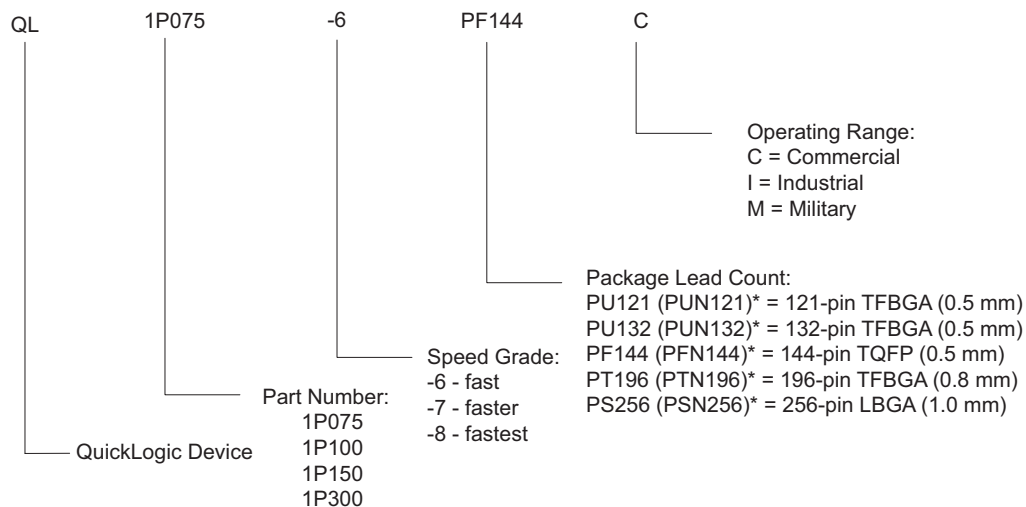 QL 1P075 -6 PF144 C
Operating Range:
C = Commercial
I = Industrial
M = Military
Package Lead Count:
PU121 (PUN121)* = 121-pin TFBGA (0.5 mm)
PU132 (PUN132)* = 132-pin TFBGA (0.5 mm)
PF144 (PFN144)* = 144-pin TQFP (0.5 mm)
PT196 (PTN196)* = 196-pin TFBGA (0.8 mm)
PS256 (PSN256)* = 256-pin LBGA (1.0 mm)
Speed Grade:
-6 - fast
-7 - faster
-8 - fastest
Part Number:
1P075
1P100
1P150
1P300
QuickLogic Device